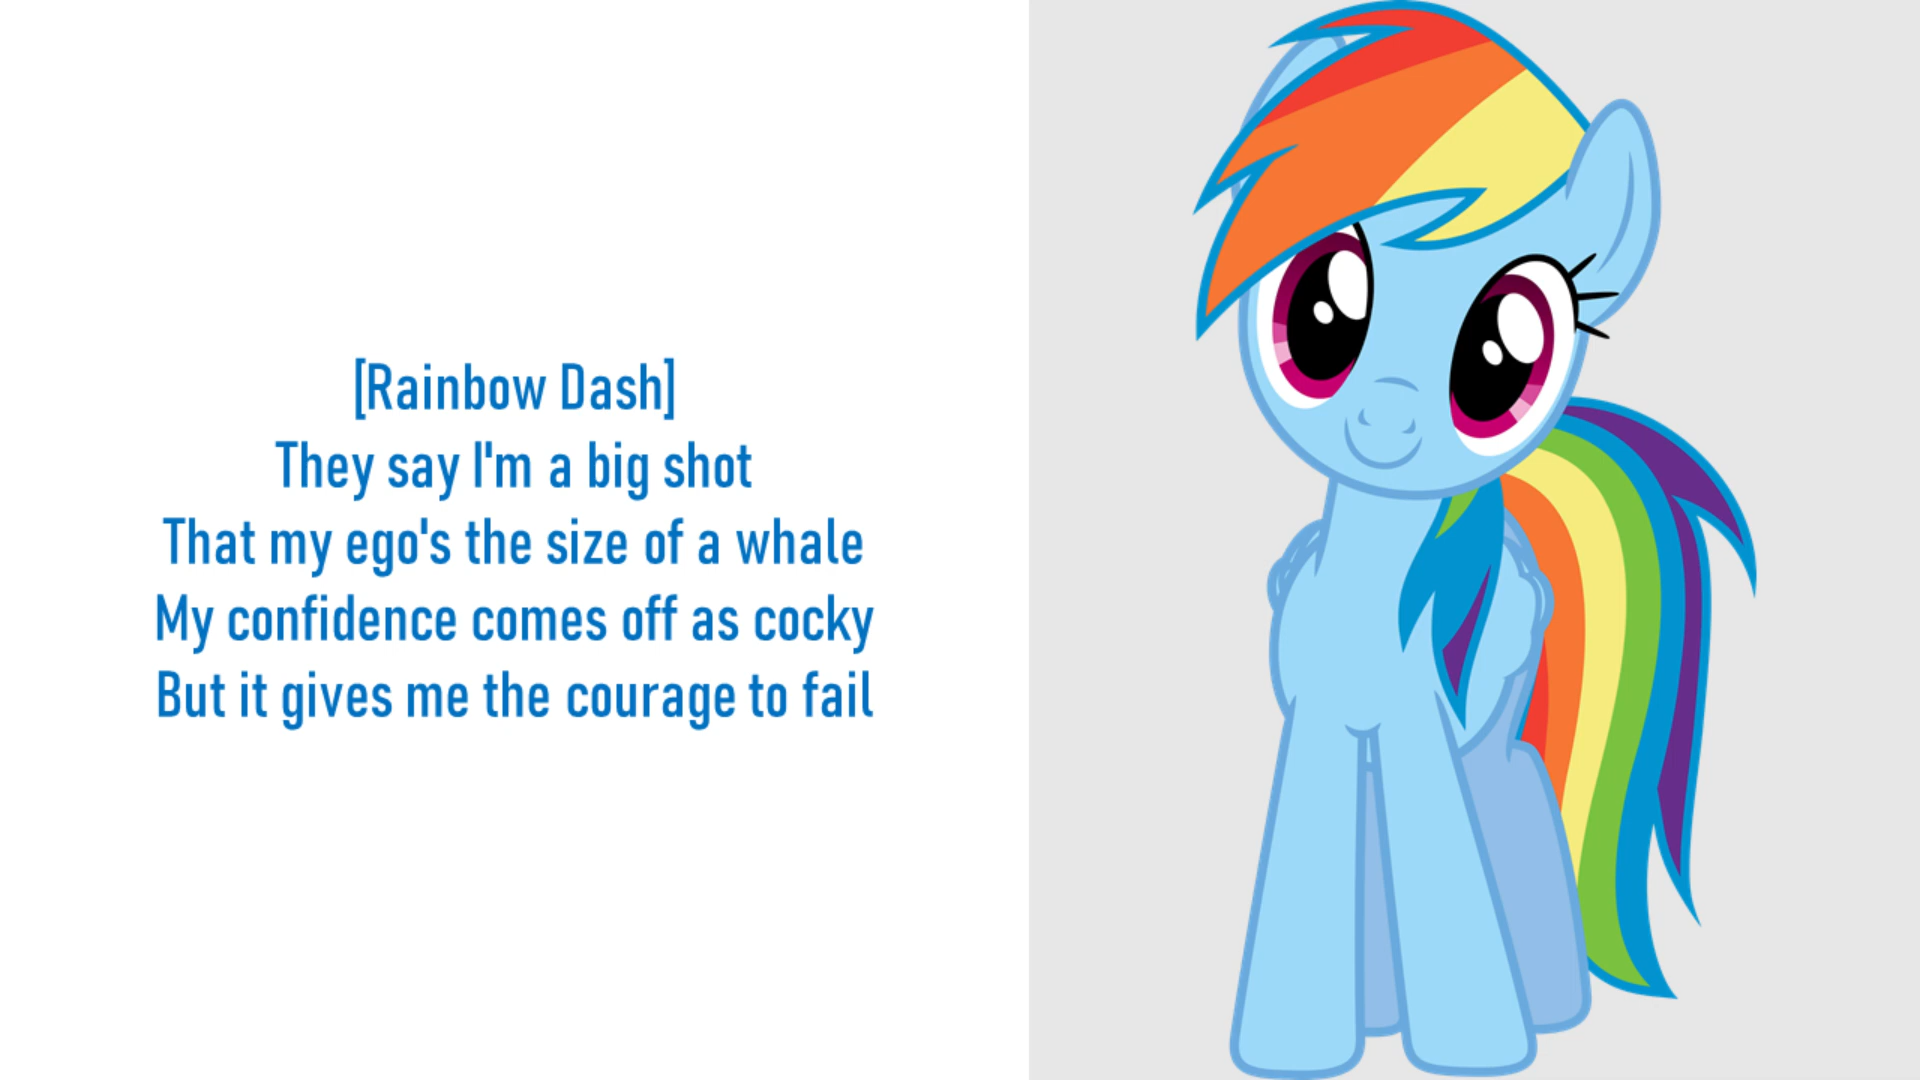 [Rainbow Dash]
They say I'm a big shot
That my ego's the size of a whale
My confidence comes off as cocky
But it gives me the courage to fail